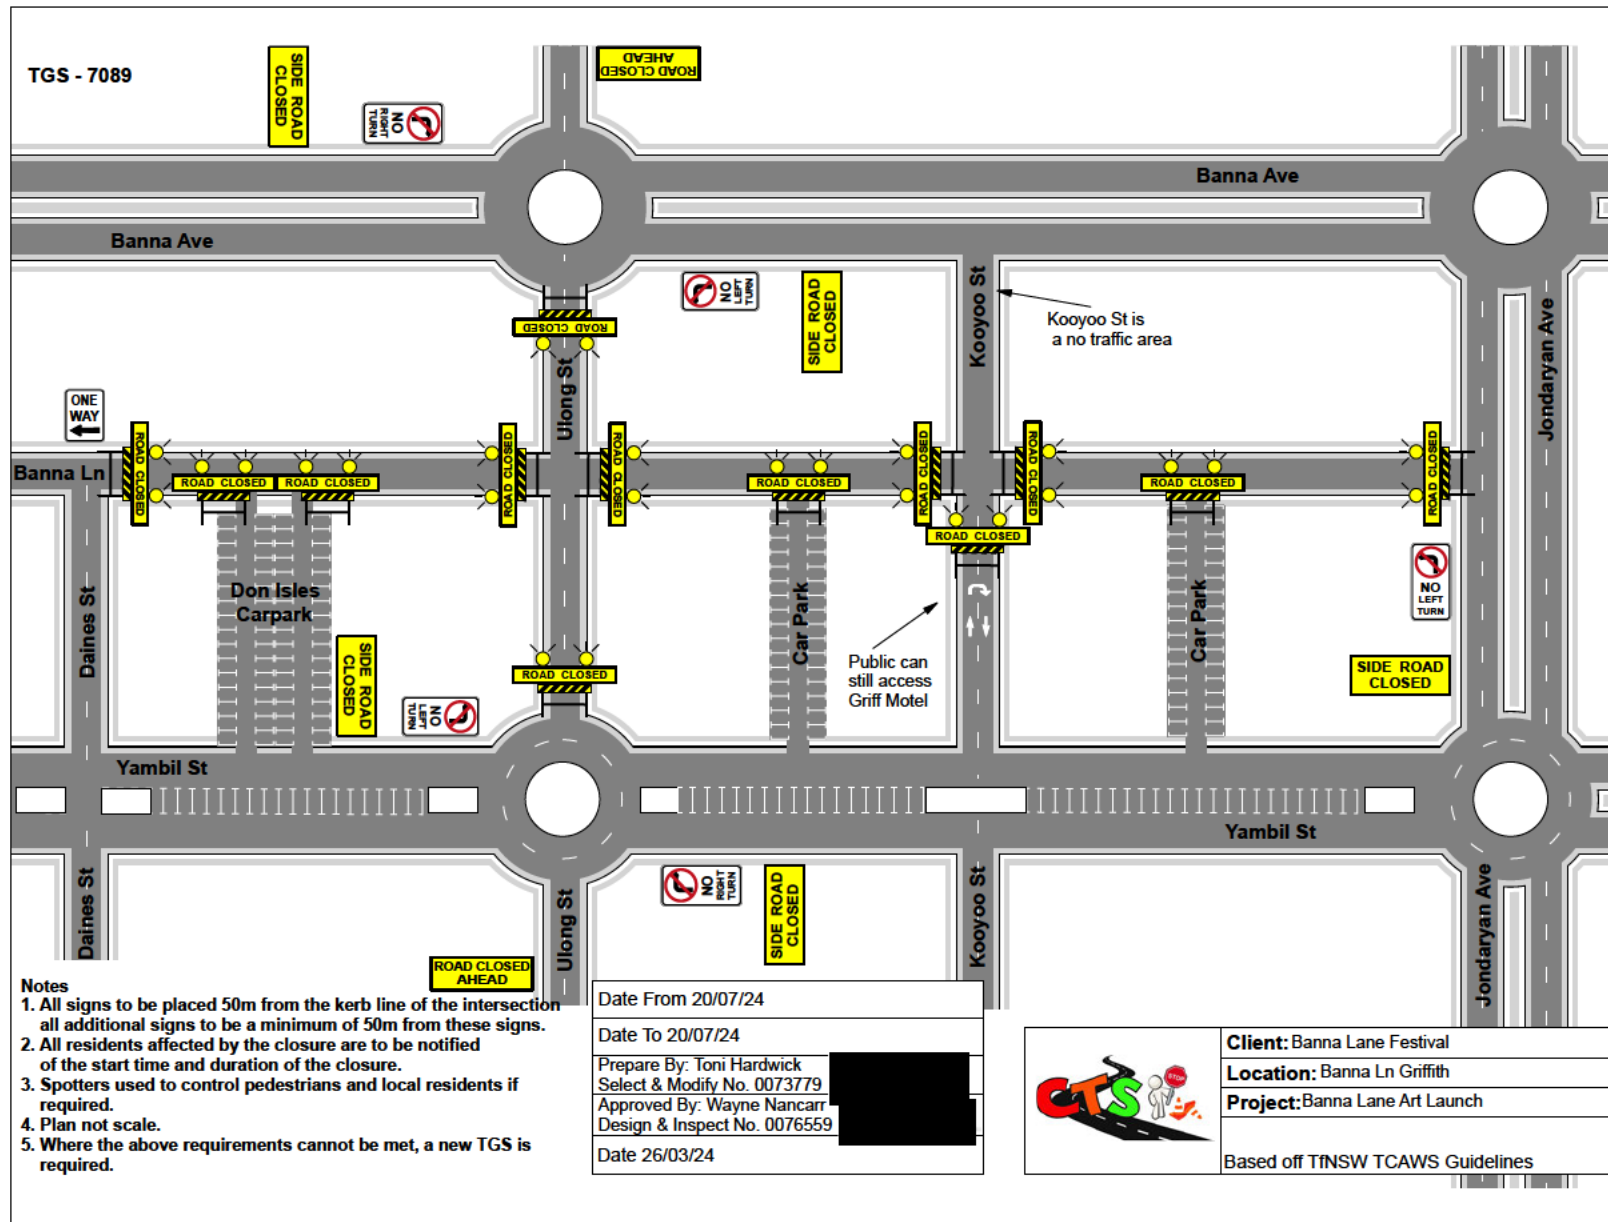 TGS - 7089
SIDE ROAD
CLOSED
NO
RIGHT
TURN
ROAD CLOSED
AHEAD
Banna Ave
Banna Ave
NO
LEFT
TURN
SIDE ROAD
CLOSED
Kooyoo St
Kooyoo St is
a no traffic area
ROAD CLOSED
Ulong St
Jondaryan Ave
ONE
WAY
Banna Ln
ROAD CLOSED
ROAD CLOSED
ROAD CLOSED
ROAD CLOSED
ROAD CLOSED
ROAD CLOSED
ROAD CLOSED
ROAD CLOSED
ROAD CLOSED
ROAD CLOSED
ROAD CLOSED
NO
LEFT
TURN
Daines St
Don Isles
Carpark
Car Park
Car Park
Public can
still access
Griff Motel
SIDE ROAD
CLOSED
SIDE ROAD
CLOSED
NO
LEFT
TURN
ROAD CLOSED
Yambil St
Yambil St
Daines St
Ulong St
NO
RIGHT
TURN
SIDE ROAD
CLOSED
Kooyoo St
Jondaryan Ave
ROAD CLOSED
AHEAD
Notes
1. All signs to be placed 50m from the kerb line of the intersection
all additional signs to be a minimum of 50m from these signs.
2. All residents affected by the closure are to be notified
of the start time and duration of the closure.
3. Spotters used to control pedestrians and local residents if
required.
4. Plan not scale.
5. Where the above requirements cannot be met, a new TGS is
required.
Date From 20/07/24
Date To 20/07/24
Prepare By: Toni Hardwick
Select & Modify No. 0073779
Approved By: Wayne Nancarr
Design & Inspect No. 0076559
Date 26/03/24
CTS
STOP
Client: Banna Lane Festival
Location: Banna Ln Griffith
Project: Banna Lane Art Launch
Based off TfNSW TCAWS Guidelines